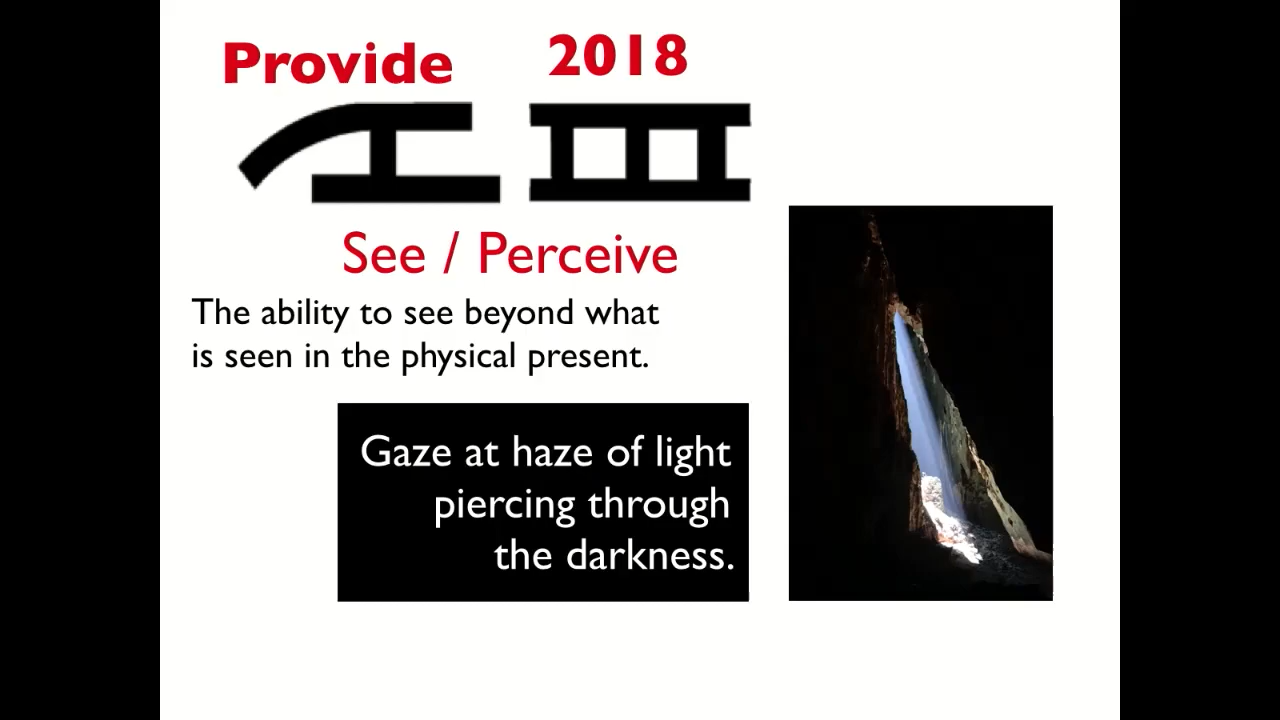 Provide 2018
See / Perceive
The ability to see beyond what
is seen in the physical present.
Gaze at haze of light
piercing through
the darkness.